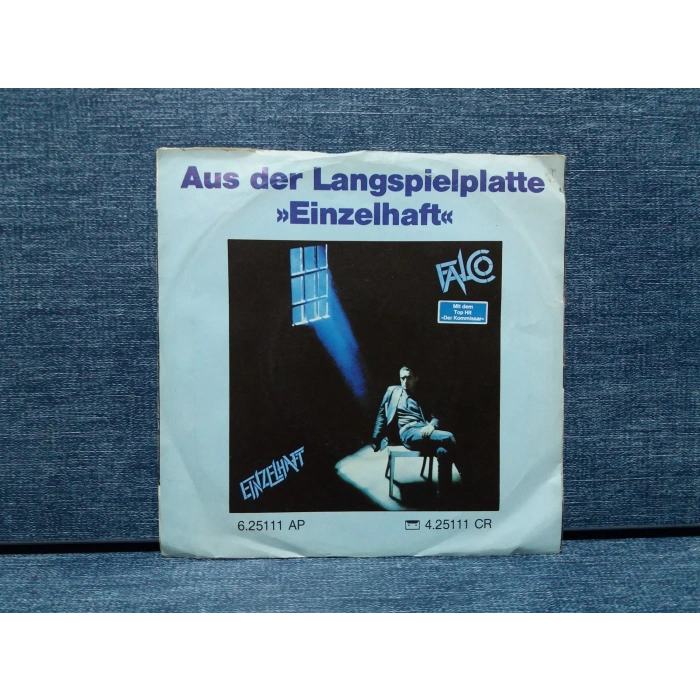 Aus der Langspielplatte
»Einzelhaft«
FALCO
Mit dem
Top Hit
»Der Kommissar«
EINZELHAFT
6.25111 AP
4.25111 CR